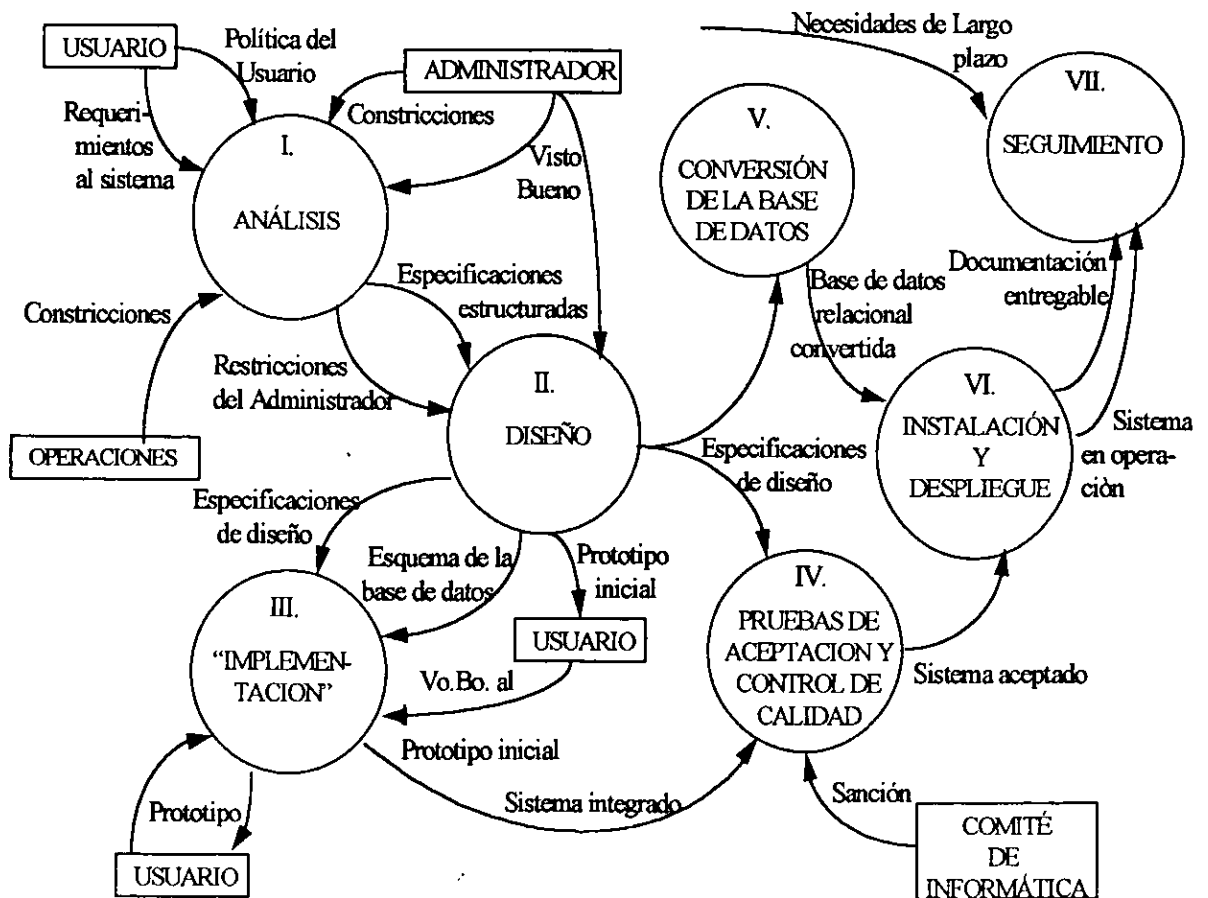 USUARIO
Política del
Usuario
ADMINISTRADOR
Necesidades de Largo
plazo
Requeri-
mientos
al sistema
Constricciones
Visto
Bueno
I.
ANÁLISIS
V.
CONVERSIÓN
DE LA BASE
DE DATOS
VII.
SEGUIMIENTO
Constricciones
OPERACIONES
Especificaciones
estructuradas
Restricciones
del Administrador
Base de datos
relacional
convertida
Documentación
entregable
II.
DISEÑO
VI.
INSTALACIÓN
Y
DESPLIEGUE
Sistema
en opera-
ciòn
Especificaciones
de diseño
Especificaciones
de diseño
Esquema de la
base de datos
Prototipo
inicial
USUARIO
III.
"IMPLEMEN-
TACION"
Vo.Bo. al
Prototipo inicial
IV.
PRUEBAS DE
ACEPTACION Y
CONTROL DE
CALIDAD
Sistema aceptado
Sistema integrado
Prototipo
USUARIO
Sanción
COMITÉ
DE
INFORMÁTICA